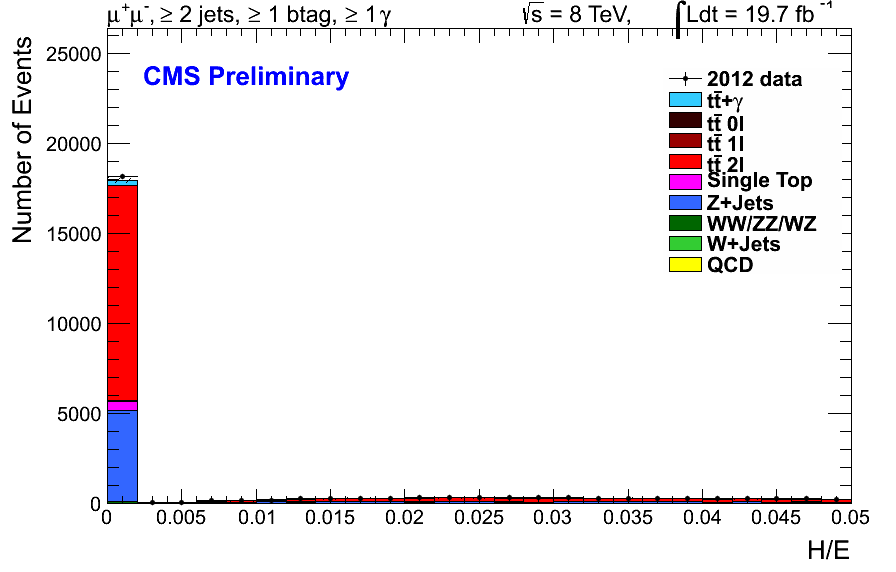 μ⁺μ⁻, ≥ 2 jets, ≥ 1 btag, ≥ 1 γ √s = 8 TeV, ∫Ldt = 19.7 fb⁻¹
CMS Preliminary
2012 data
tt̄+γ
tt̄ 0l
tt̄ 1l
tt̄ 2l
Single Top
Z+Jets
WW/ZZ/WZ
W+Jets
QCD
Number of Events
25000
20000
15000
10000
5000
0
0 0.005 0.01 0.015 0.02 0.025 0.03 0.035 0.04 0.045 0.05
H/E